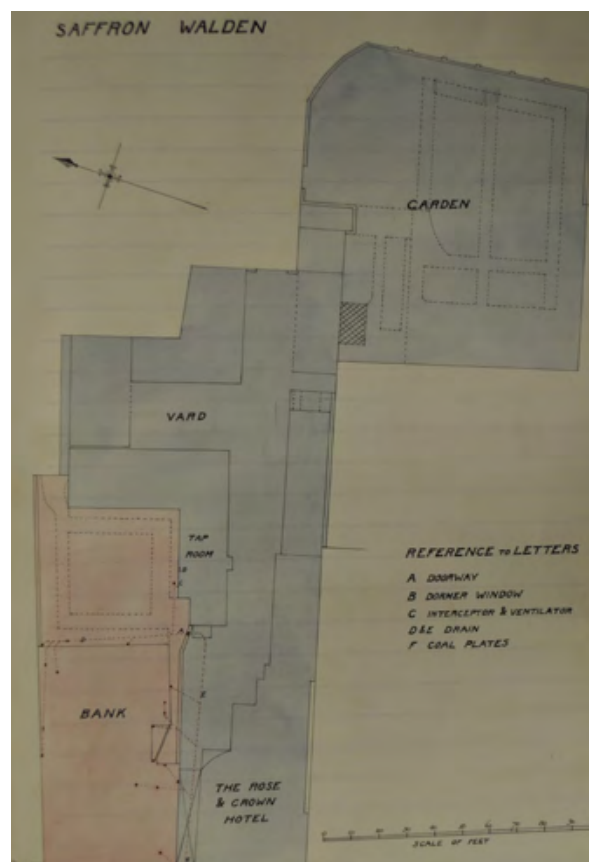 SAFFRON WALDEN
GARDEN
YARD
TAP
ROOM
BANK
THE ROSE
& CROWN
HOTEL
REFERENCE TO LETTERS
A DOORWAY
B DORMER WINDOW
C INTERCEPTOR & VENTILATOR
D & E DRAIN
F COAL PLATES
SCALE OF FEET